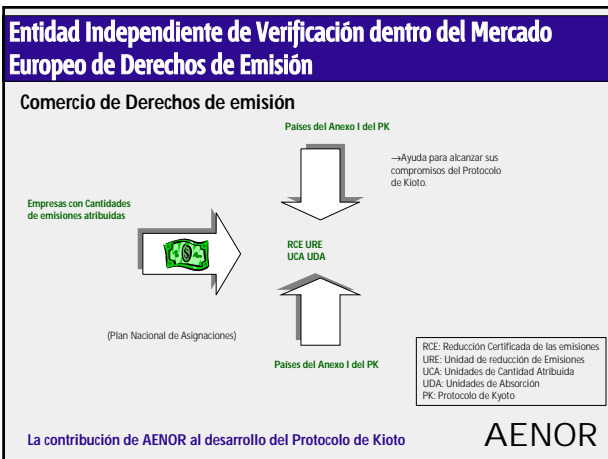 Entidad Independiente de Verificación dentro del Mercado
Europeo de Derechos de Emisión
Comercio de Derechos de emisión
Países del Anexo I del PK
→Ayuda para alcanzar sus
compromisos del Protocolo
de Kioto.
Empresas con Cantidades
de emisiones atribuidas
RCE URE
UCA UDA
(Plan Nacional de Asignaciones)
Países del Anexo I del PK
RCE: Reducción Certificada de las emisiones
URE: Unidad de reducción de Emisiones
UCA: Unidades de Cantidad Atribuida
UDA: Unidades de Absorción
PK: Protocolo de Kyoto
La contribución de AENOR al desarrollo del Protocolo de Kioto
AENOR